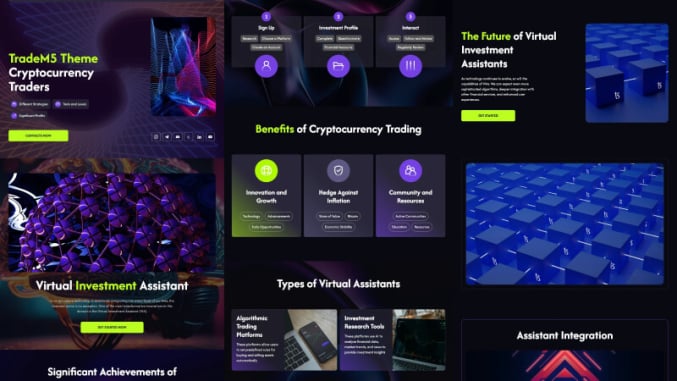 TradeM5 Theme
Cryptocurrency
Traders
Different Strategies
Tools and Levels
Significant Profits
CONTACTS NOW
Virtual Investment Assistant
GET STARTED NOW
Significant Achievements of
1
Sign Up
Research
Choose a Platform
Create an Account
2
Investment Profile
Complete
Questionnaire
Financial Accounts
3
Interact
Access
Follow and Advice
Regularly Review
Benefits of Cryptocurrency Trading
Innovation and
Growth
Technology
Advancements
Early Opportunities
Hedge Against
Inflation
Store of Value
Bitcoin
Economic Stability
Community and
Resources
Active Communities
Education
Resources
Types of Virtual Assistants
Algorithmic
Trading
Platforms
These platforms allow users
to set predefined rules for
buying and selling assets
automatically.
Investment
Research Tools
These platforms use AI to
analyze financial data,
market trends, and news to
provide investment insights
The Future of Virtual
Investment
Assistants
As technology continues to evolve, so will the
capabilities of VIAs. We can expect even more
sophisticated algorithms, deeper integration with
other financial services, and enhanced user
experiences.
GET STARTED
Assistant Integration